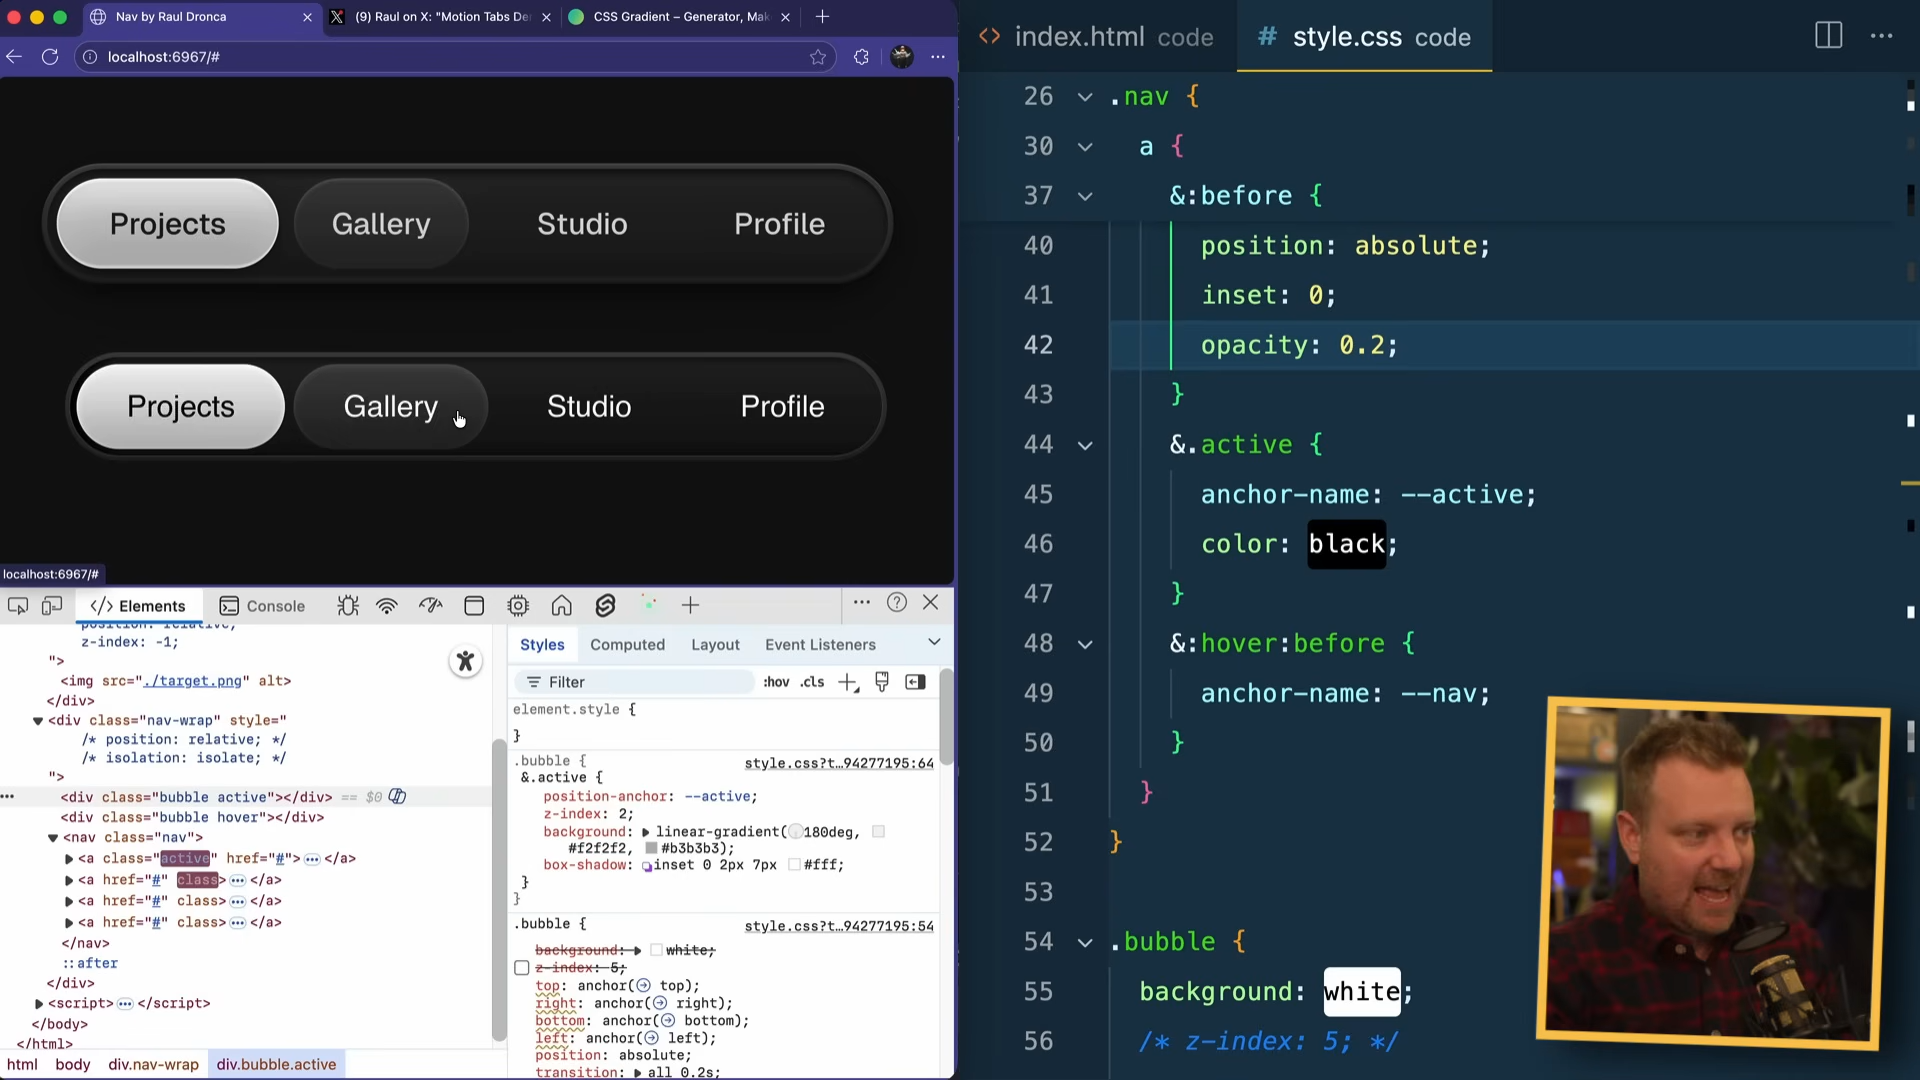 Nav by Raul Dronca
(9) Raul on X: "Motion Tabs De
CSS Gradient – Generator, Mak
localhost:6967/#
Projects
Gallery
Studio
Profile
Projects
Gallery
Studio
Profile
localhost:6967/#
Elements
Console
position: relative;
z-index: -1;
">
<img src="./target.png" alt>
</div>
<div class="nav-wrap" style="
/* position: relative; */
/* isolation: isolate; */
">
<div class="bubble active"></div> == $0
<div class="bubble hover"></div>
<nav class="nav">
<a class="active" href="#">…</a>
<a href="#" class>…</a>
<a href="#" class>…</a>
<a href="#" class>…</a>
</nav>
::after
</div>
<script>…</script>
</body>
</html>
html
body
div.nav-wrap
div.bubble.active
Styles
Computed
Layout
Event Listeners
Filter
:hov
.cls
element.style {
}
.bubble {
style.css?t…94277195:64
&.active {
position-anchor: --active;
z-index: 2;
background: linear-gradient(180deg,
#f2f2f2, #b3b3b3);
box-shadow: inset 0 2px 7px #fff;
}
}
.bubble {
style.css?t…94277195:54
background: white;
z-index: 5;
top: anchor( top);
right: anchor( right);
bottom: anchor( bottom);
left: anchor( left);
position: absolute;
transition: all 0.2s;
<> index.html code
# style.css code
26 .nav {
30 a {
37 &:before {
40 position: absolute;
41 inset: 0;
42 opacity: 0.2;
43 }
44 &.active {
45 anchor-name: --active;
46 color: black;
47 }
48 &:hover:before {
49 anchor-name: --nav;
50 }
51 }
52 }
53
54 .bubble {
55 background: white;
56 /* z-index: 5; */